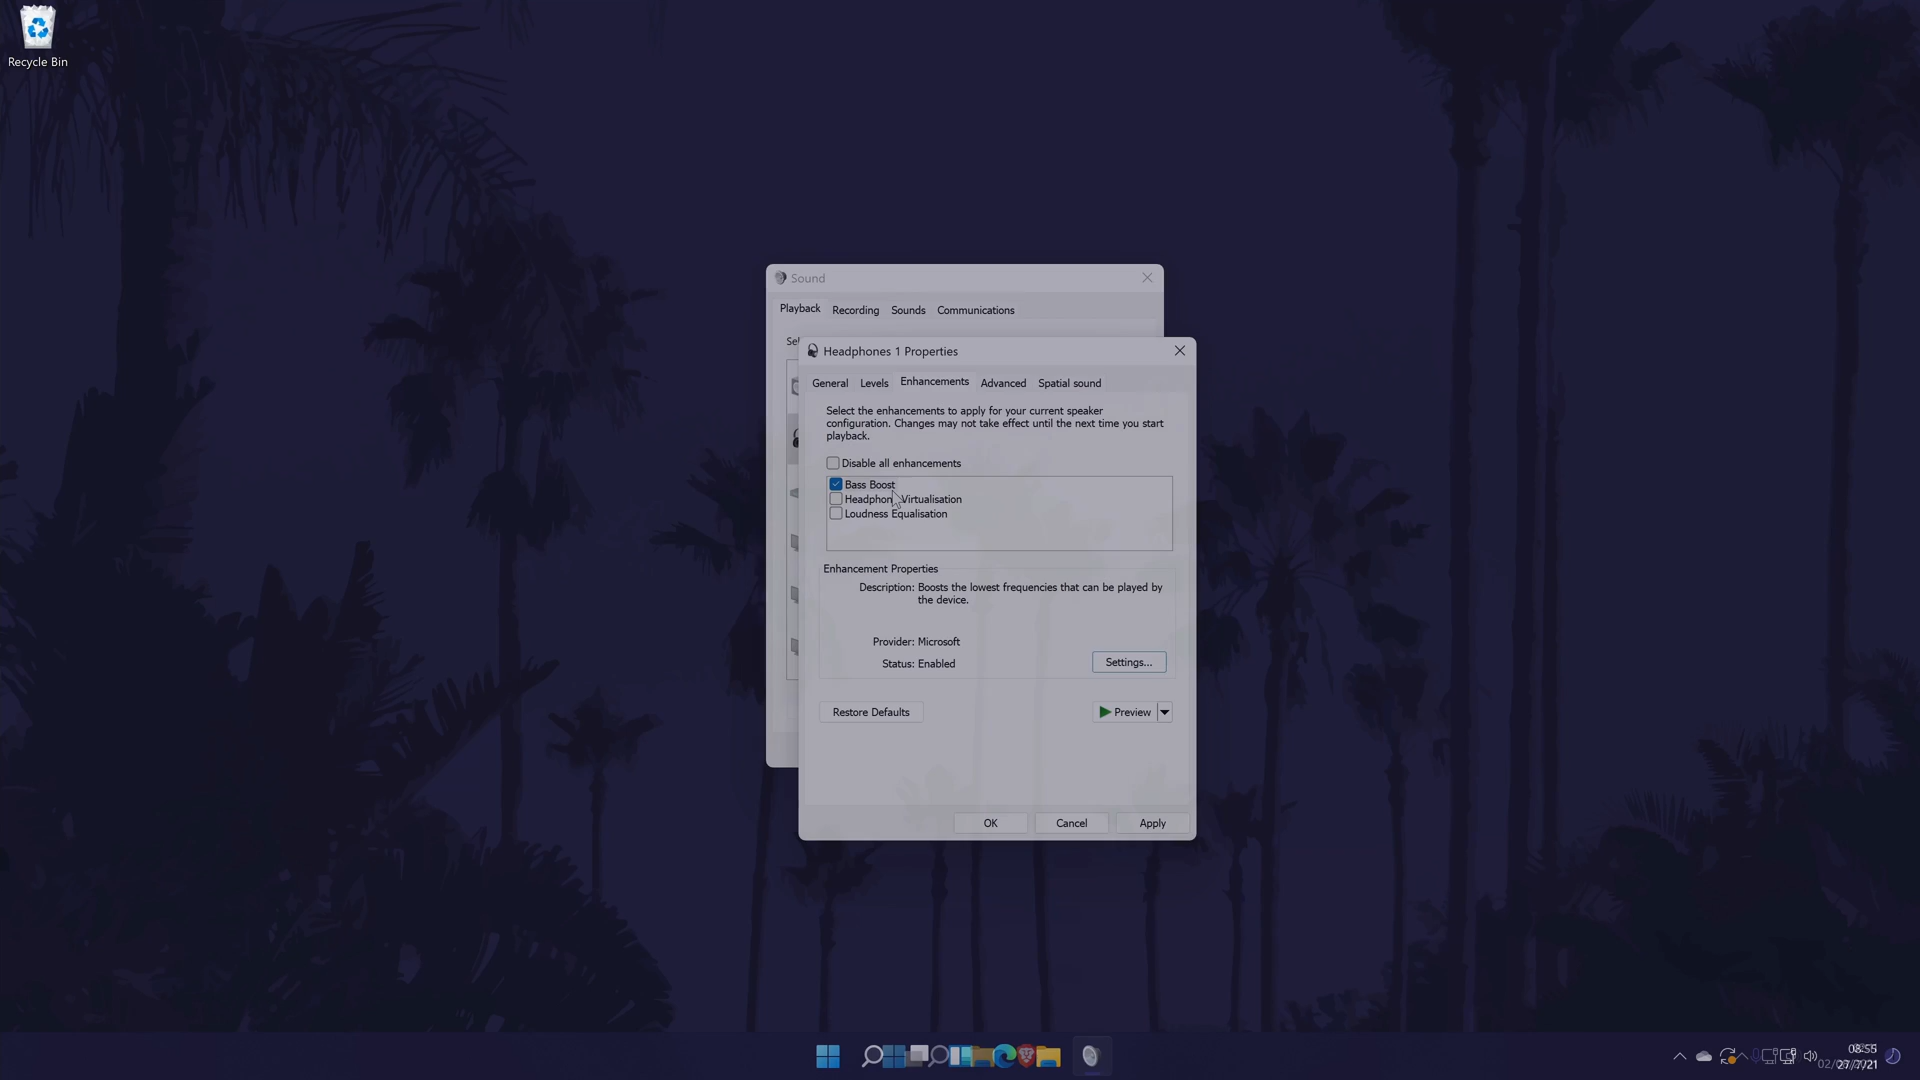 Recycle Bin
Sound
Playback Recording Sounds Communications
Headphones 1 Properties
General Levels Enhancements Advanced Spatial sound
Select the enhancements to apply for your current speaker
configuration. Changes may not take effect until the next time you start
playback.
Disable all enhancements
Bass Boost
Virtualisation
Loudness Equalisation
Enhancement Properties
Description: Boosts the lowest frequencies that can be played by
the device.
Provider: Microsoft
Status: Enabled
Settings...
Restore Defaults
Preview
OK Cancel Apply